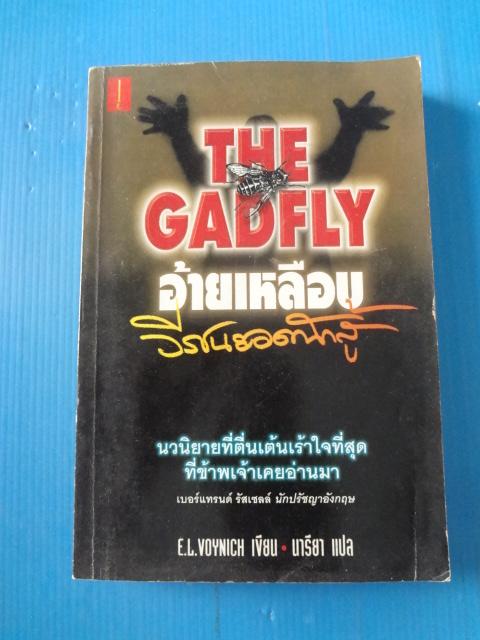 THE
GADFLY
อ้ายเหลือบ
วีรชนยอดนักสู้
นวนิยายที่ตื่นเต้นเร้าใจที่สุด
ที่ข้าพเจ้าเคยอ่านมา
เบอร์แทรนด์ รัสเซลล์ นักปรัชญาอังกฤษ
E.L.VOYNICH เขียน • นารียา แปล